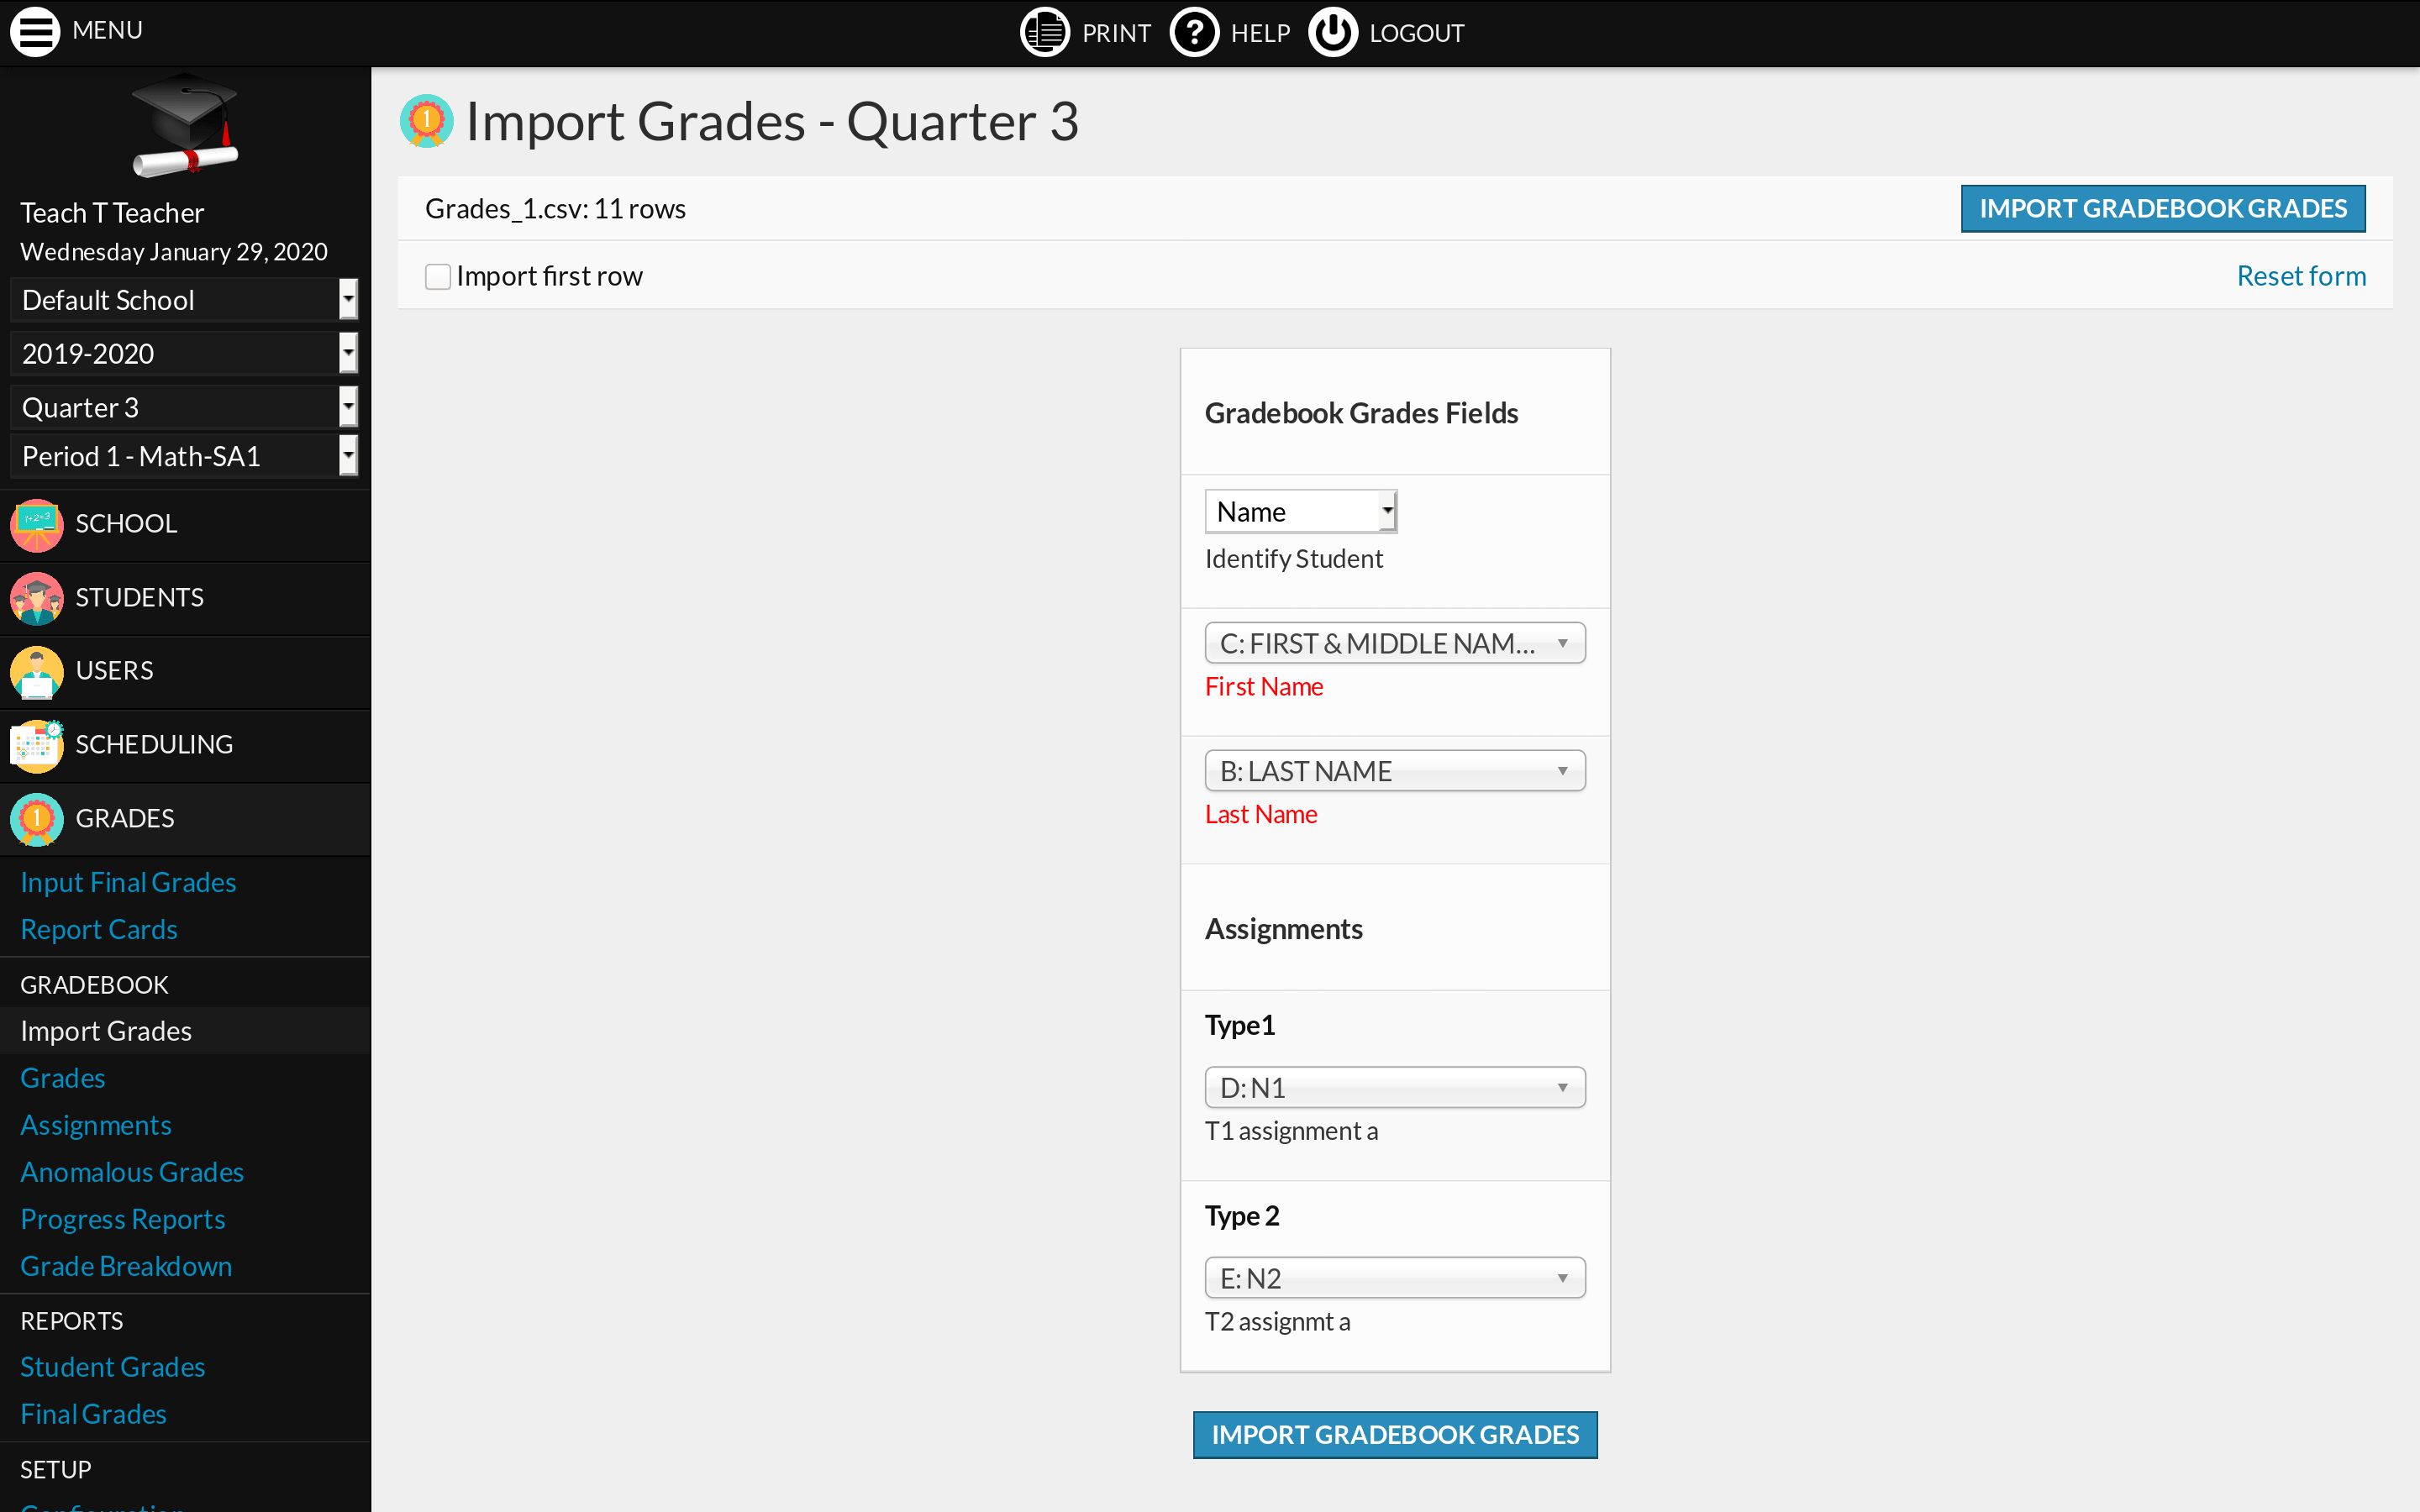 MENU
PRINT
HELP
LOGOUT
Teach T Teacher
Wednesday January 29, 2020
Default School
2019-2020
Quarter 3
Period 1 - Math-SA1
SCHOOL
STUDENTS
USERS
SCHEDULING
GRADES
Input Final Grades
Report Cards
GRADEBOOK
Import Grades
Grades
Assignments
Anomalous Grades
Progress Reports
Grade Breakdown
REPORTS
Student Grades
Final Grades
SETUP
Configuration
Import Grades - Quarter 3
Grades_1.csv: 11 rows
IMPORT GRADEBOOK GRADES
Import first row
Reset form
Gradebook Grades Fields
Name
Identify Student
C: FIRST & MIDDLE NAM...
First Name
B: LAST NAME
Last Name
Assignments
Type1
D: N1
T1 assignment a
Type 2
E: N2
T2 assignmt a
IMPORT GRADEBOOK GRADES